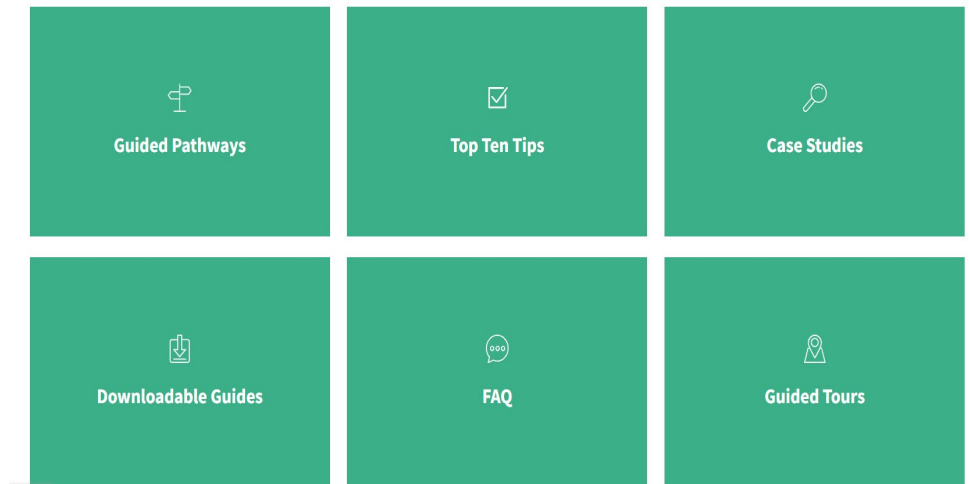 Guided Pathways
Top Ten Tips
Case Studies
Downloadable Guides
FAQ
Guided Tours